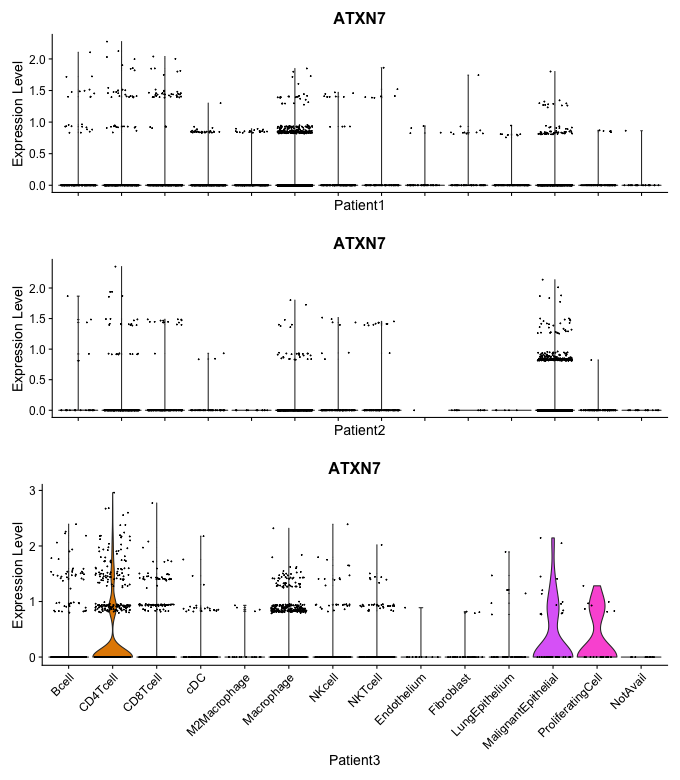 ATXN7
Expression Level
2.0
1.5
1.0
0.5
0.0
Patient1
ATXN7
Expression Level
2.0
1.5
1.0
0.5
0.0
Patient2
ATXN7
Expression Level
3
2
1
0
Bcell
CD4Tcell
CD8Tcell
cDC
M2Macrophage
Macrophage
NKcell
NKTcell
Endothelium
Fibroblast
LungEpithelium
MalignantEpithelial
ProliferatingCell
NotAvail
Patient3